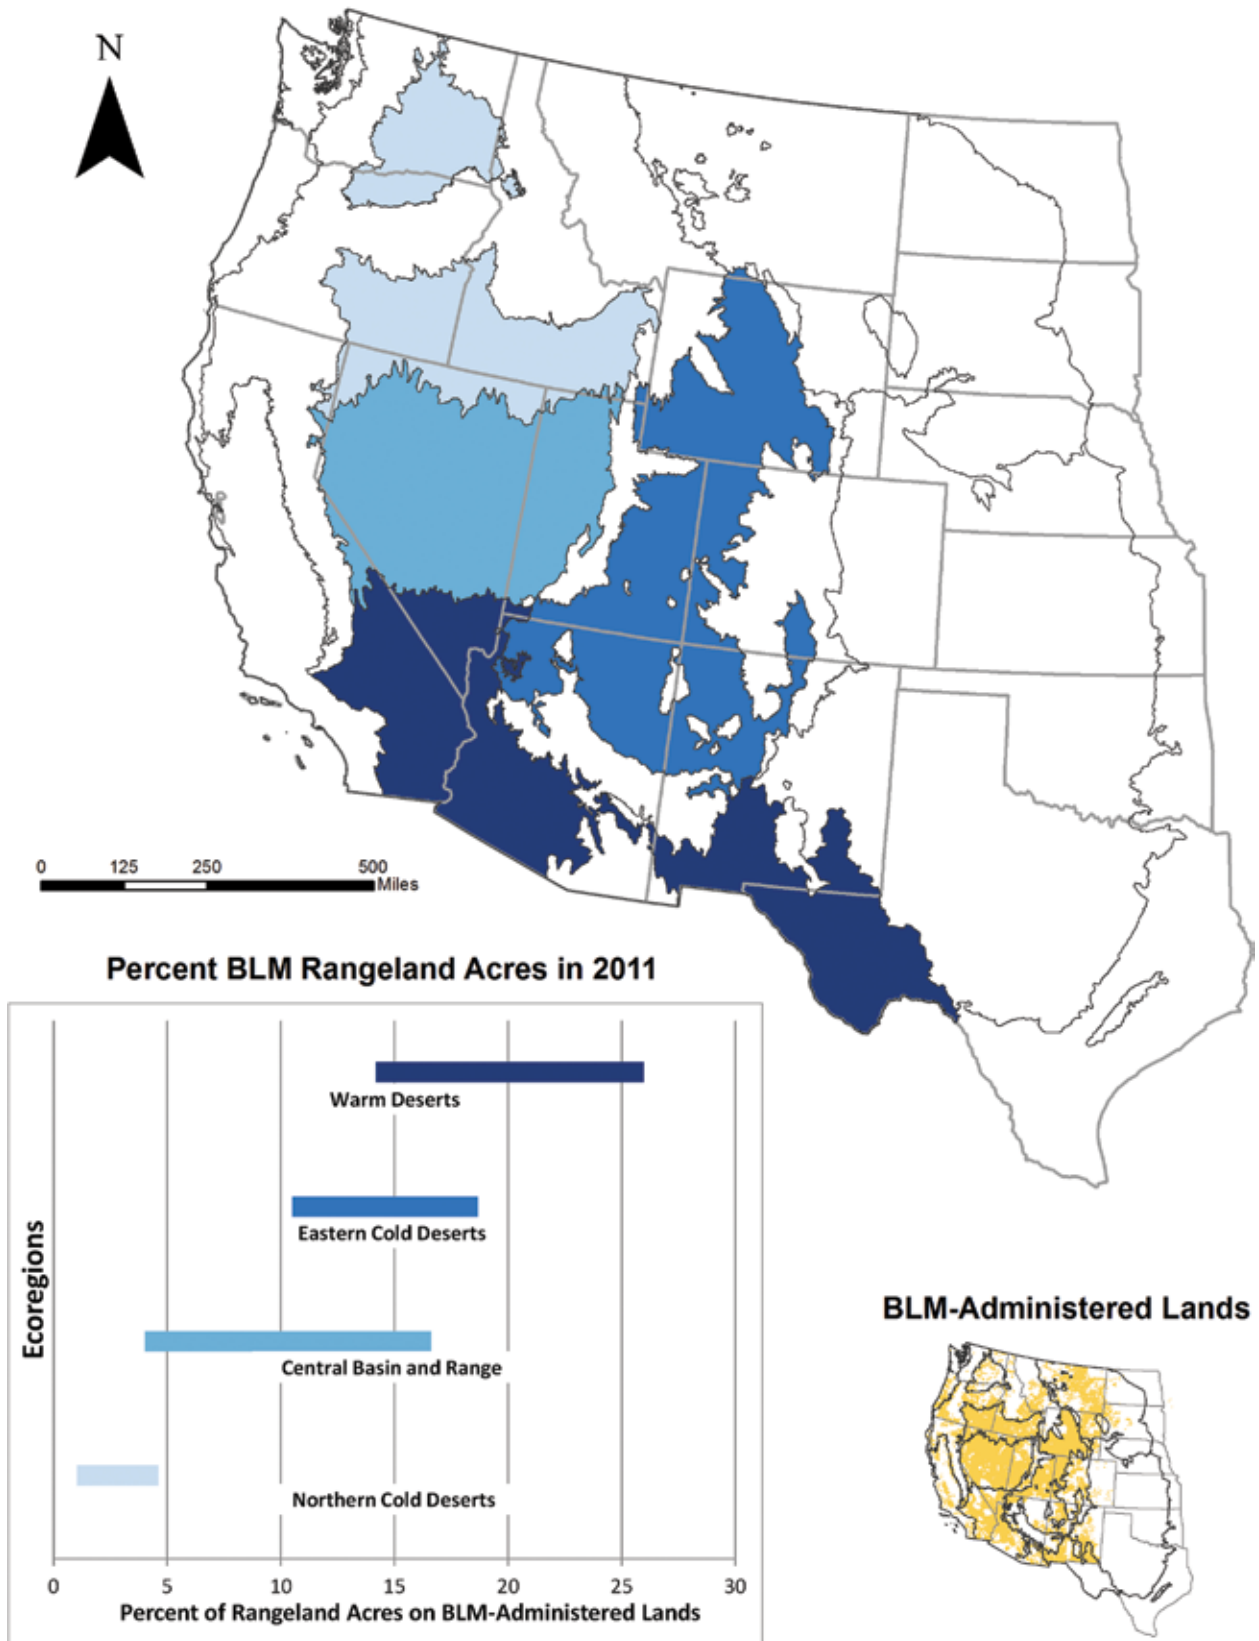 N
0 125 250 500
Miles
Percent BLM Rangeland Acres in 2011
Warm Deserts
Eastern Cold Deserts
Central Basin and Range
Northern Cold Deserts
Ecoregions
0 5 10 15 20 25 30
Percent of Rangeland Acres on BLM-Administered Lands
BLM-Administered Lands